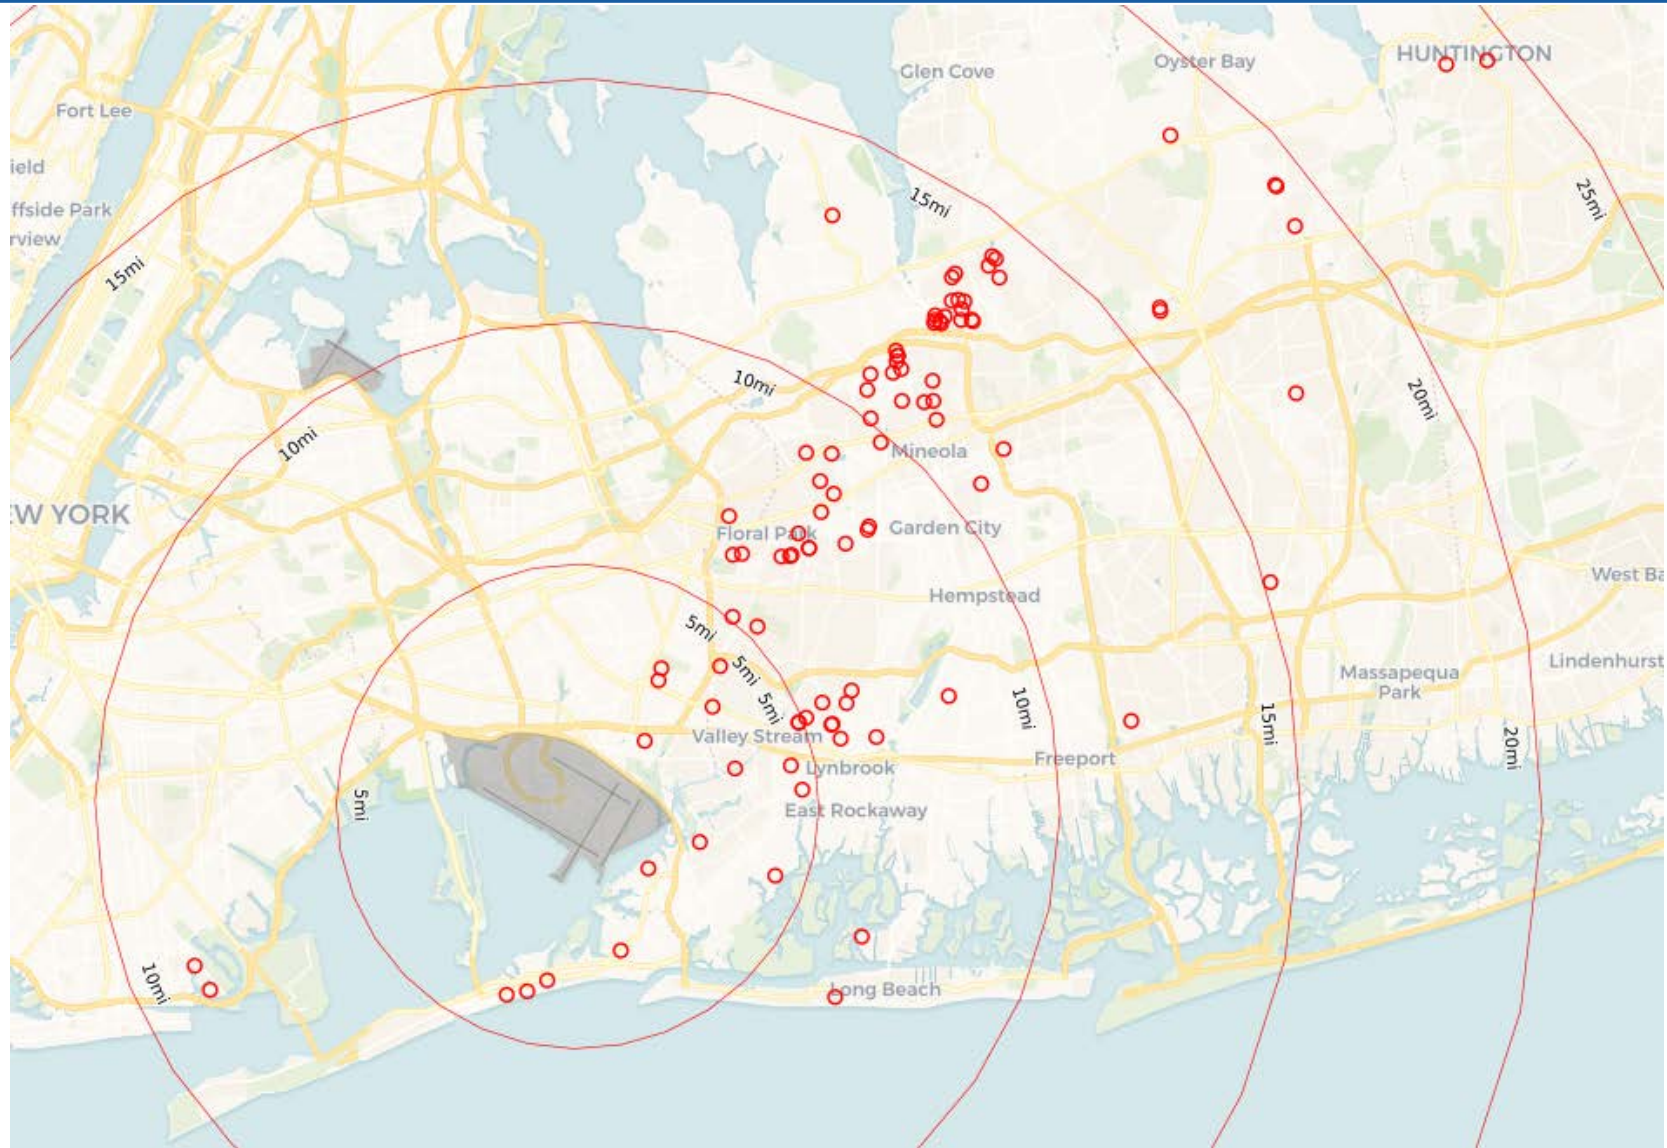 HUNTINGTON
Oyster Bay
Glen Cove
Fort Lee
ield
ffside Park
rview
15mi
25mi
15mi
10mi
20mi
10mi
Mineola
EW YORK
Floral Park
Garden City
West Ba
Hempstead
5mi
5mi
5mi
Lindenhurst
Massapequa
Park
10mi
15mi
20mi
Valley Stream
Freeport
Lynbrook
5mi
East Rockaway
10mi
Long Beach